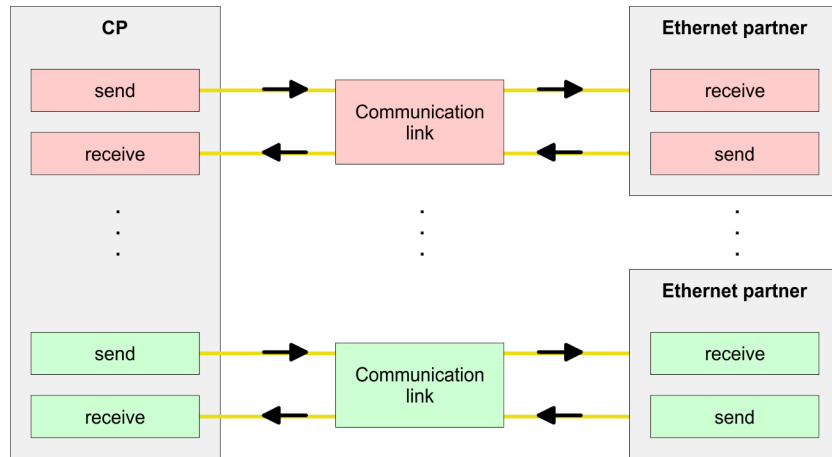 CP
Ethernet partner
send
Communication
link
receive
receive
send
Ethernet partner
send
Communication
link
receive
receive
send